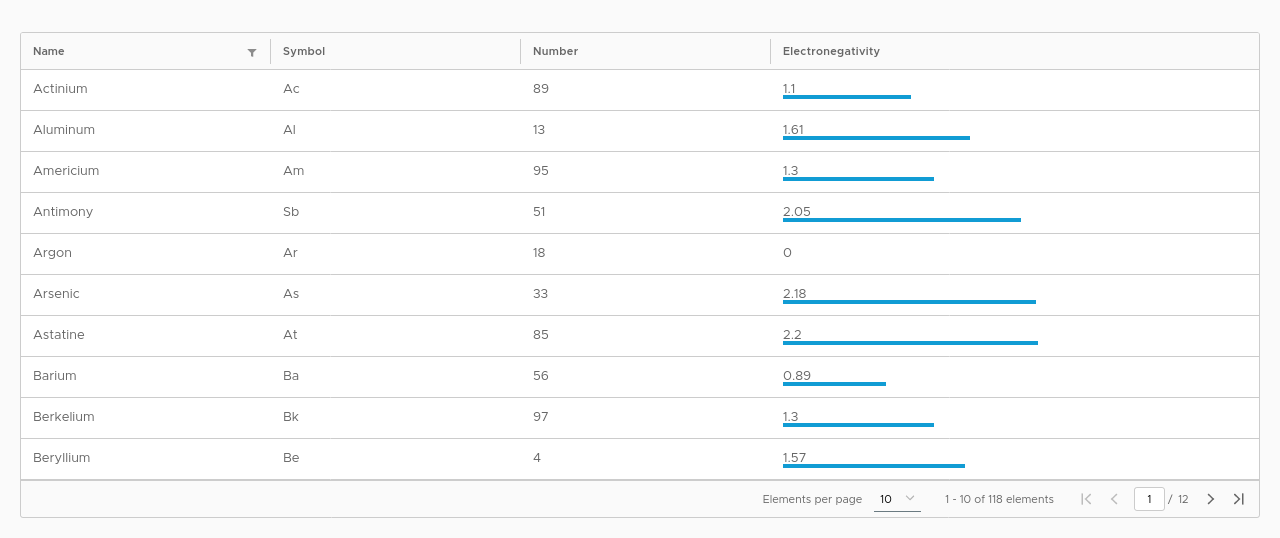 Name Symbol Number Electronegativity
Actinium Ac 89 1.1
Aluminum Al 13 1.61
Americium Am 95 1.3
Antimony Sb 51 2.05
Argon Ar 18 0
Arsenic As 33 2.18
Astatine At 85 2.2
Barium Ba 56 0.89
Berkelium Bk 97 1.3
Beryllium Be 4 1.57
Elements per page 10 1 - 10 of 118 elements 1 / 12